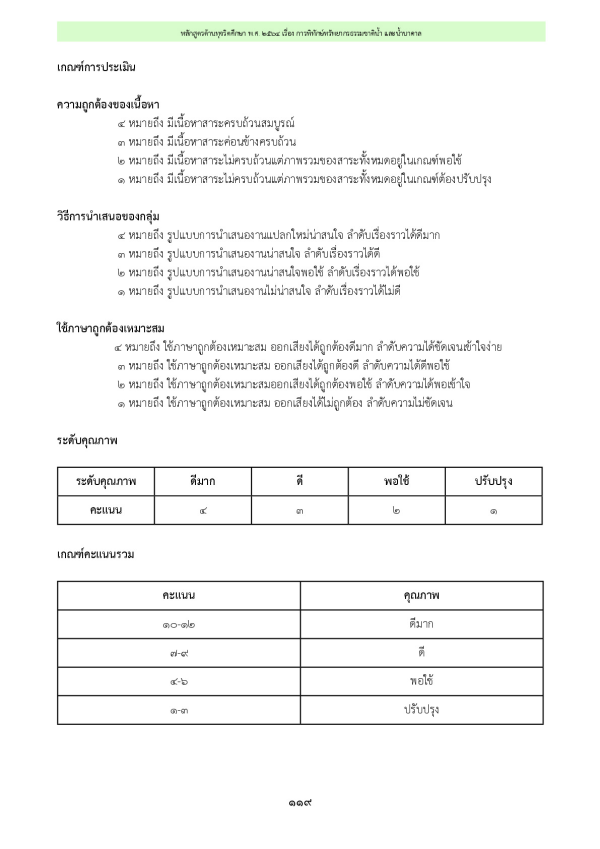 หลักสูตรต้านทุจริตศึกษา พ.ศ. ๒๕๖๔ เรื่อง การพิทักษ์ทรัพยากรธรรมชาติน้ำ และน้ำบาดาล
เกณฑ์การประเมิน
ความถูกต้องของเนื้อหา
๔ หมายถึง มีเนื้อหาสาระครบถ้วนสมบูรณ์
๓ หมายถึง มีเนื้อหาสาระค่อนข้างครบถ้วน
๒ หมายถึง มีเนื้อหาสาระไม่ครบถ้วนแต่ภาพรวมของสาระทั้งหมดอยู่ในเกณฑ์พอใช้
๑ หมายถึง มีเนื้อหาสาระไม่ครบถ้วนแต่ภาพรวมของสาระทั้งหมดอยู่ในเกณฑ์ต้องปรับปรุง
วิธีการนำเสนอของกลุ่ม
๔ หมายถึง รูปแบบการนำเสนองานแปลกใหม่น่าสนใจ ลำดับเรื่องราวได้ดีมาก
๓ หมายถึง รูปแบบการนำเสนองานน่าสนใจ ลำดับเรื่องราวได้ดี
๒ หมายถึง รูปแบบการนำเสนองานน่าสนใจพอใช้ ลำดับเรื่องราวได้พอใช้
๑ หมายถึง รูปแบบการนำเสนองานไม่น่าสนใจ ลำดับเรื่องราวได้ไม่ดี
ใช้ภาษาถูกต้องเหมาะสม
๔ หมายถึง ใช้ภาษาถูกต้องเหมาะสม ออกเสียงได้ถูกต้องดีมาก ลำดับความได้ชัดเจนเข้าใจง่าย
๓ หมายถึง ใช้ภาษาถูกต้องเหมาะสม ออกเสียงได้ถูกต้องดี ลำดับความได้ดีพอใช้
๒ หมายถึง ใช้ภาษาถูกต้องเหมาะสมออกเสียงได้ถูกต้องพอใช้ ลำดับความได้พอเข้าใจ
๑ หมายถึง ใช้ภาษาถูกต้องเหมาะสม ออกเสียงได้ไม่ถูกต้อง ลำดับความไม่ชัดเจน
ระดับคุณภาพ
ระดับคุณภาพ ดีมาก ดี พอใช้ ปรับปรุง
คะแนน ๔ ๓ ๒ ๑
เกณฑ์คะแนนรวม
คะแนน คุณภาพ
๑๐-๑๒ ดีมาก
๗-๙ ดี
๔-๖ พอใช้
๑-๓ ปรับปรุง
๑๑๙